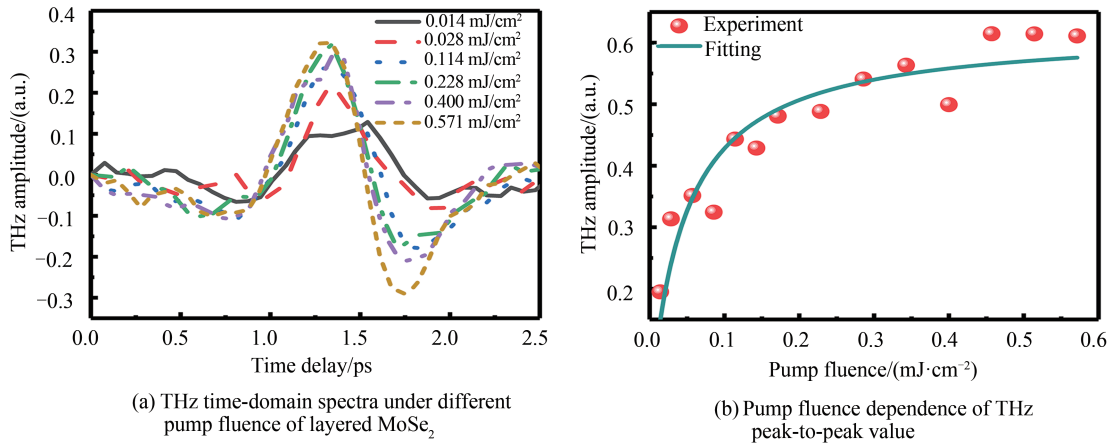 (a)
0.4
0.3
0.2
0.1
0.0
−0.1
−0.2
−0.3
THz amplitude/(a.u.)
0.014 mJ/cm²
0.028 mJ/cm²
0.114 mJ/cm²
0.228 mJ/cm²
0.400 mJ/cm²
0.571 mJ/cm²
0.0 0.5 1.0 1.5 2.0 2.5
Time delay/ps
(a) THz time-domain spectra under different
pump fluence of layered MoSe₂
(b)
0.6
0.5
0.4
0.3
0.2
THz amplitude/(a.u.)
Experiment
Fitting
0.0 0.1 0.2 0.3 0.4 0.5 0.6
Pump fluence/(mJ·cm⁻²)
(b) Pump fluence dependence of THz
peak-to-peak value